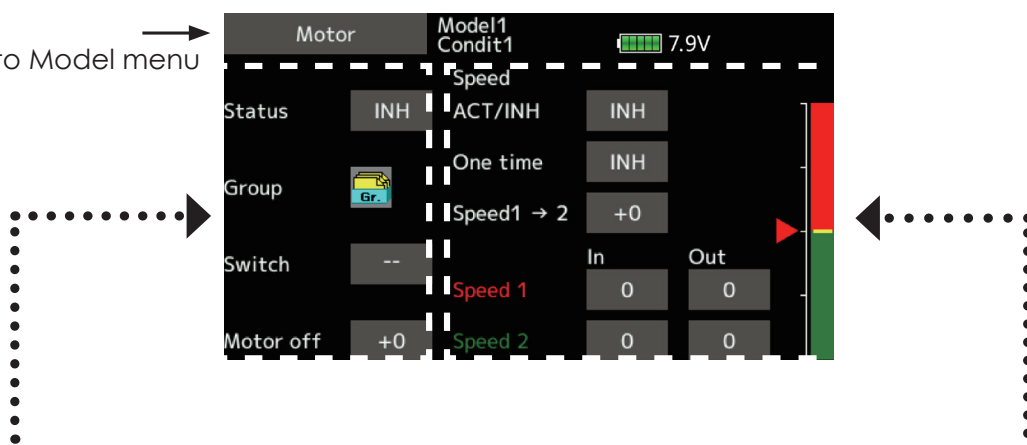 Motor
Model1
Condit1
7.9V
to Model menu
Status INH
Group Gr.
Switch --
Motor off +0
Speed
ACT/INH INH
One time INH
Speed1 → 2 +0
In Out
Speed 1 0 0
Speed 2 0 0